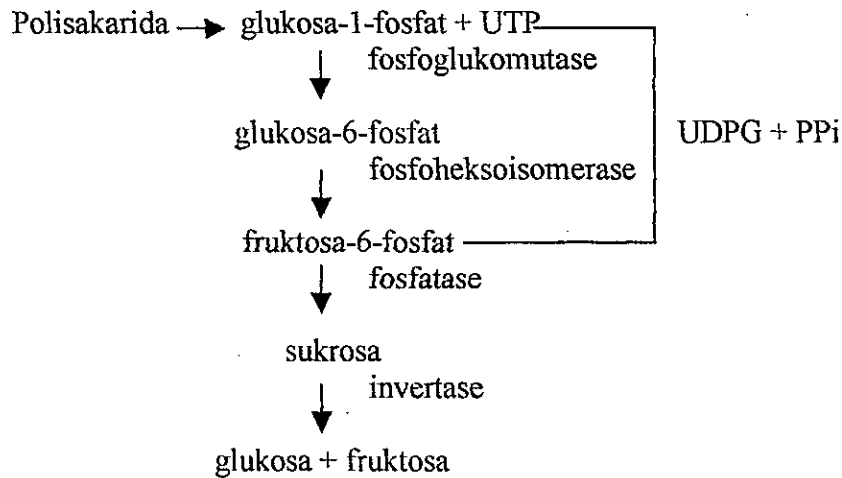 Polisakarida → glukosa-1-fosfat + UTP
fosfoglukomutase
glukosa-6-fosfat
UDPG + PPi
fosfoheksoisomerase
fruktosa-6-fosfat
fosfatase
sukrosa
invertase
glukosa + fruktosa